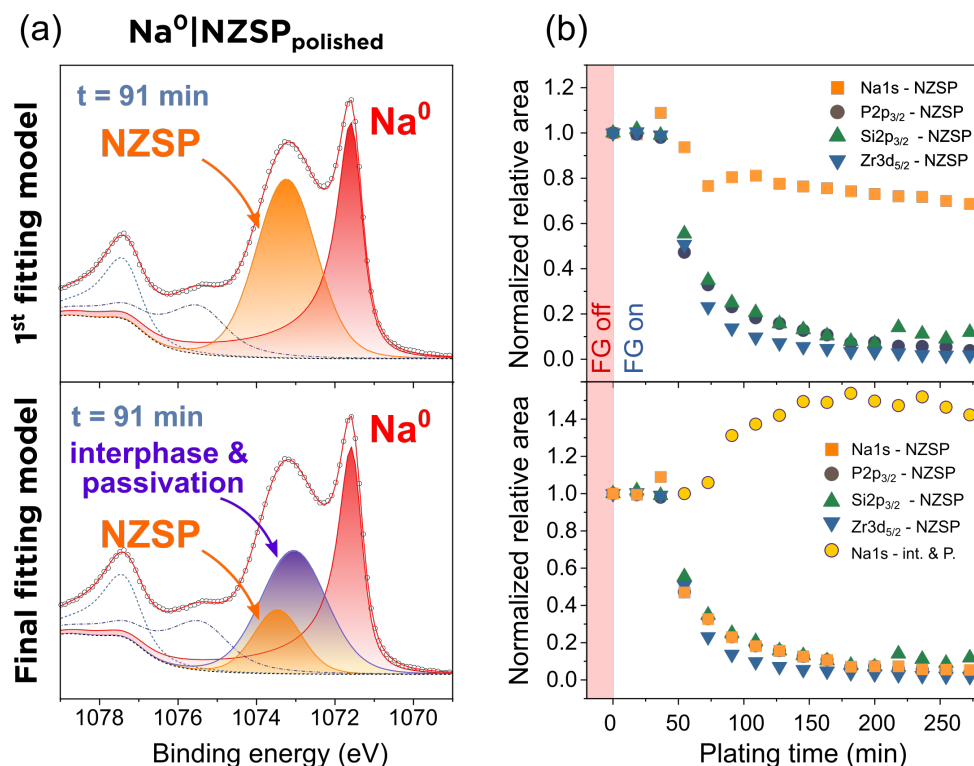 (a)
Na⁰|NZSPpolished
1st fitting model
t = 91 min
NZSP
Na⁰
Final fitting model
t = 91 min
interphase &
passivation
NZSP
Na⁰
1078 1076 1074 1072 1070
Binding energy (eV)
(b)
Normalized relative area
1.2
1.0
0.8
0.6
0.4
0.2
0.0
FG off
FG on
Na1s - NZSP
P2p3/2 - NZSP
Si2p3/2 - NZSP
Zr3d5/2 - NZSP
Normalized relative area
1.4
1.2
1.0
0.8
0.6
0.4
0.2
0.0
Na1s - NZSP
P2p3/2 - NZSP
Si2p3/2 - NZSP
Zr3d5/2 - NZSP
Na1s - int. & P.
0 50 100 150 200 250
Plating time (min)